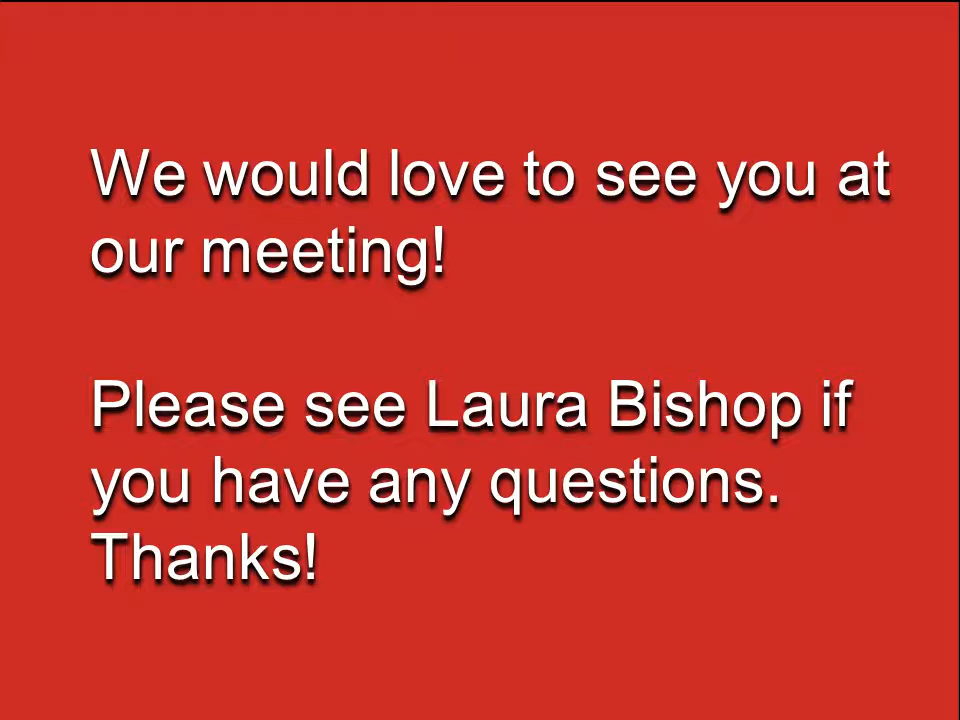 We would love to see you at
our meeting!
Please see Laura Bishop if
you have any questions.
Thanks!